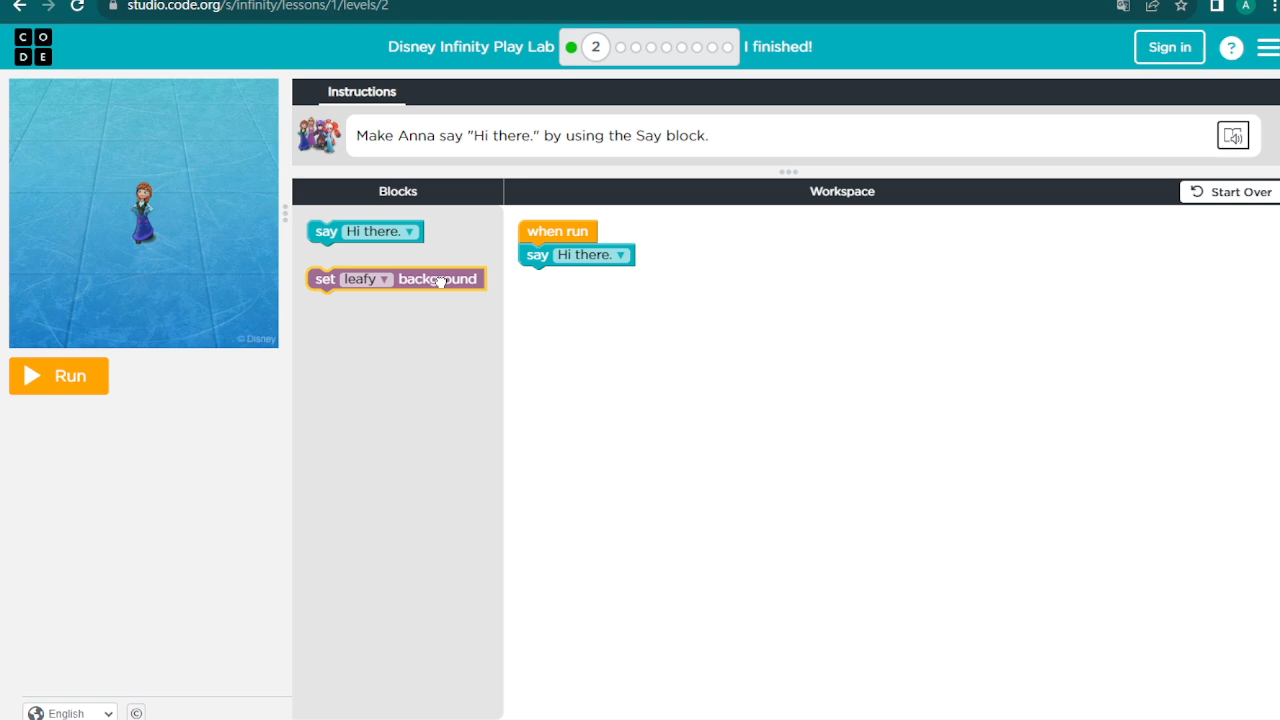 studio.code.org/s/infinity/lessons/1/levels/2
A
C O
D E
Disney Infinity Play Lab 2 I finished!
Sign in ?
Instructions
Make Anna say "Hi there." by using the Say block.
Blocks
Workspace
Start Over
say Hi there.
set leafy background
when run
say Hi there.
© Disney
Run
English ©